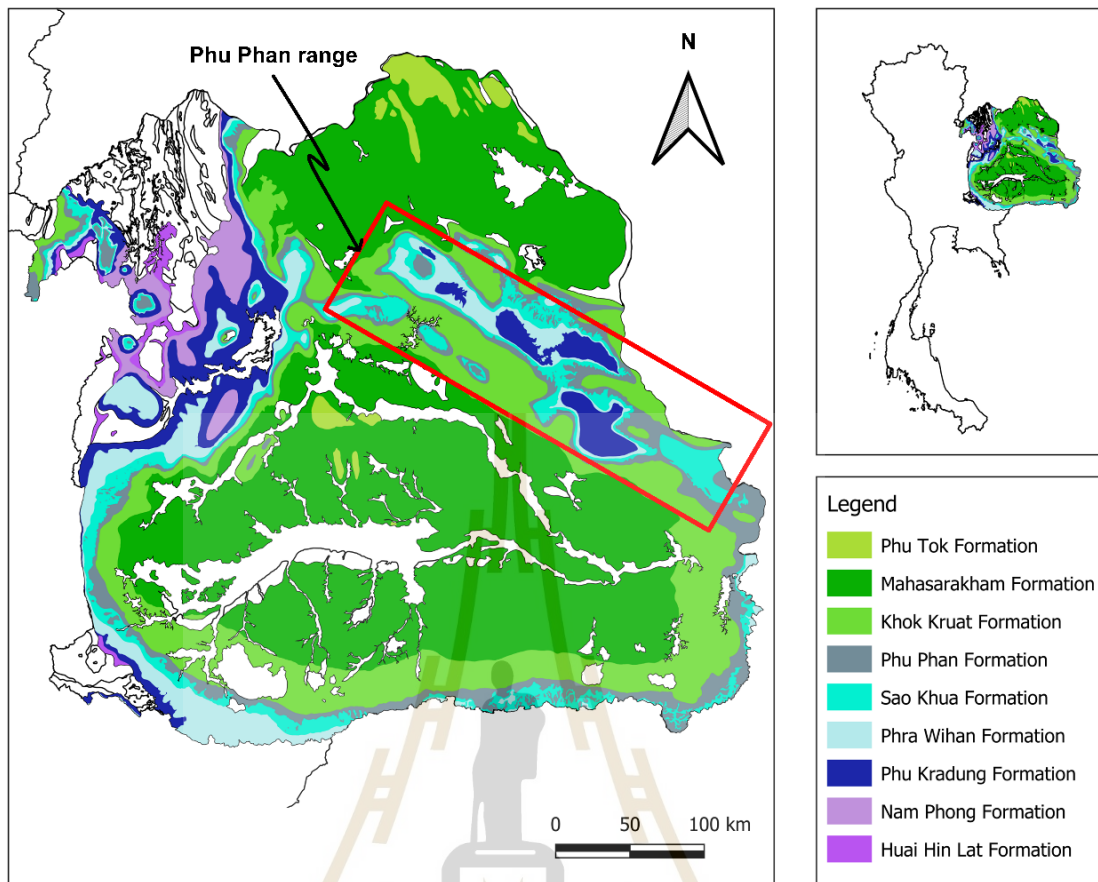 Phu Phan range
N
0 50 100 km
Legend
Phu Tok Formation
Mahasarakham Formation
Khok Kruat Formation
Phu Phan Formation
Sao Khua Formation
Phra Wihan Formation
Phu Kradung Formation
Nam Phong Formation
Huai Hin Lat Formation